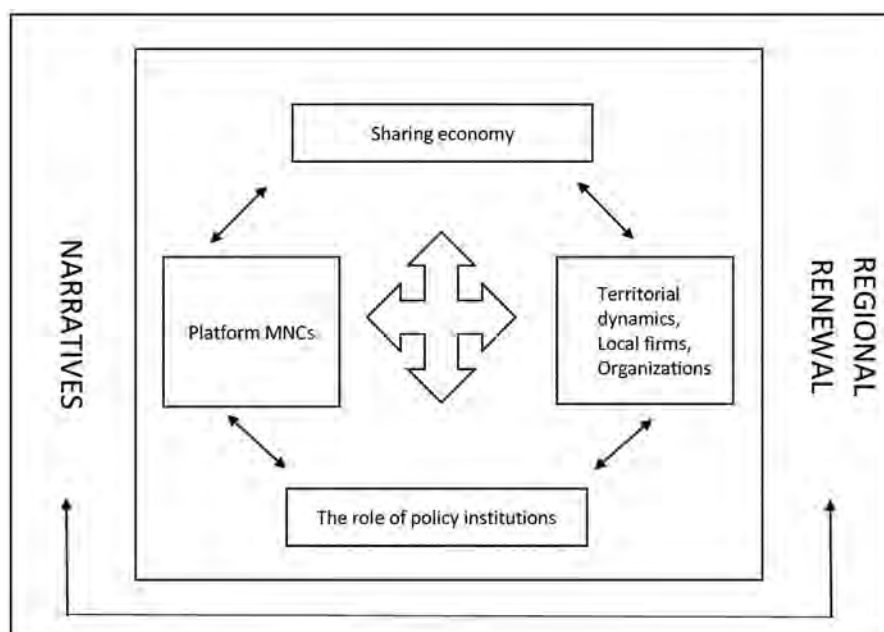 Sharing economy
NARRATIVES
Platform MNCs
Territorial
dynamics,
Local firms,
Organizations
REGIONAL
RENEWAL
The role of policy institutions